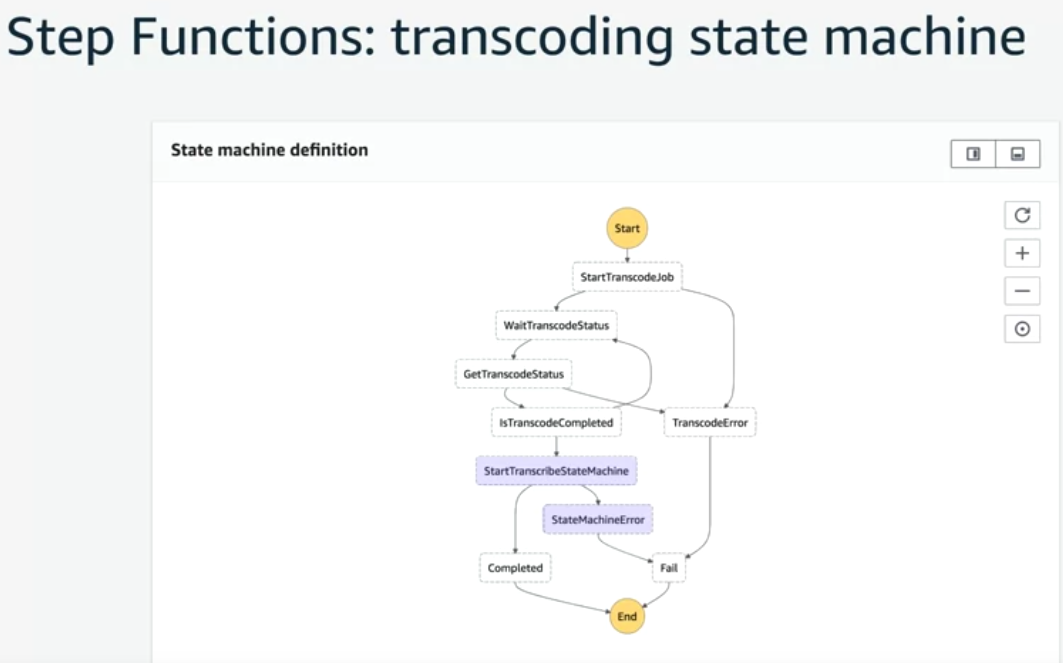 Step Functions: transcoding state machine
State machine definition
Start
StartTranscodeJob
WaitTranscodeStatus
GetTranscodeStatus
IsTranscodeCompleted
TranscodeError
StartTranscribeStateMachine
StateMachineError
Completed
Fail
End